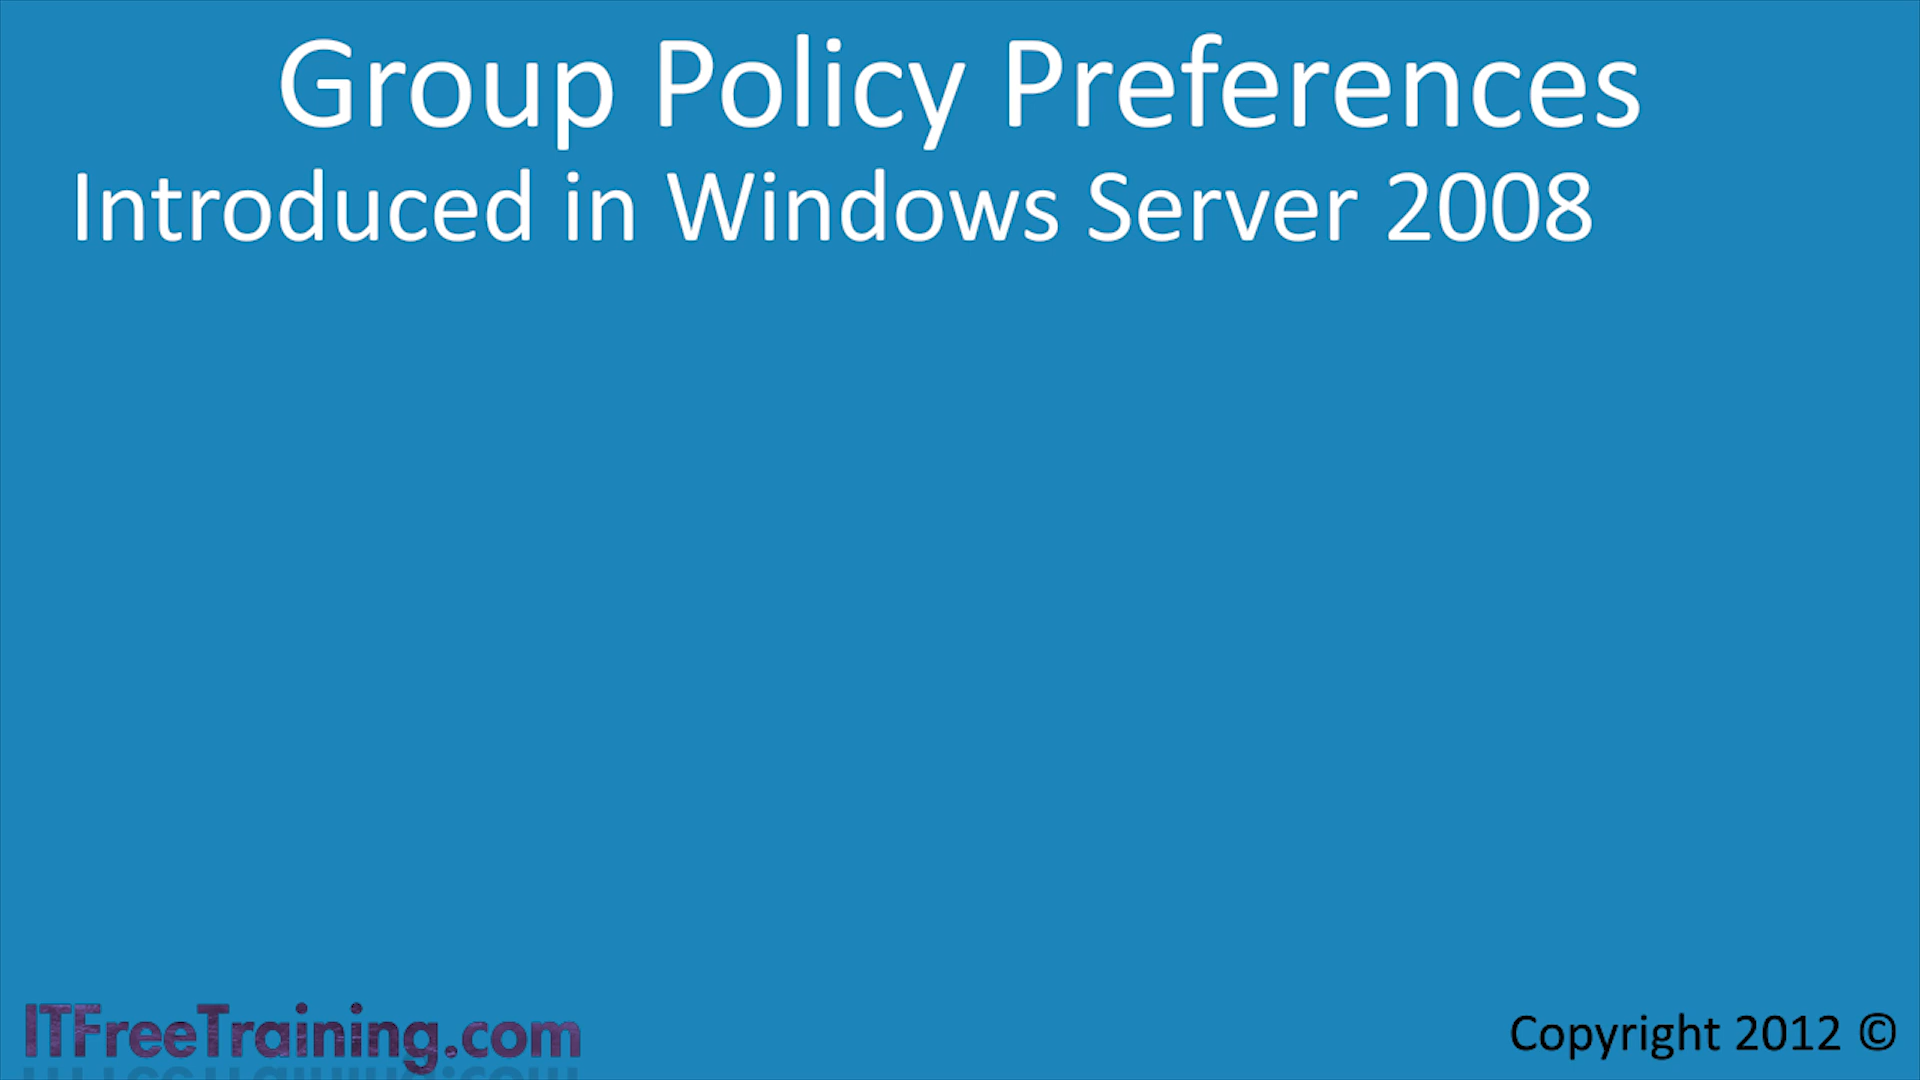 Group Policy Preferences
Introduced in Windows Server 2008
ITFreeTraining.com
Copyright 2012 ©